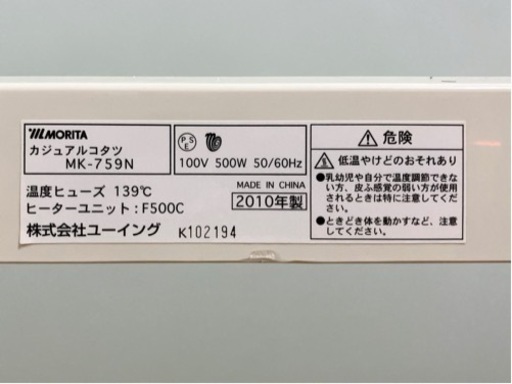 MORITA
カジュアルコタツ
MK-759N
PSE
100V 500W 50/60Hz
温度ヒューズ 139℃
ヒーターユニット:F500C
MADE IN CHINA
2010年製
株式会社ユーイング K102194
⚠ 危険
低温やけどのおそれあり
●乳幼児や自分で温度調節できな
い方、皮ふ感覚の弱い方が使用
されるときは特に注意してください。
●ときどき体を動かすなど、注意
してください。